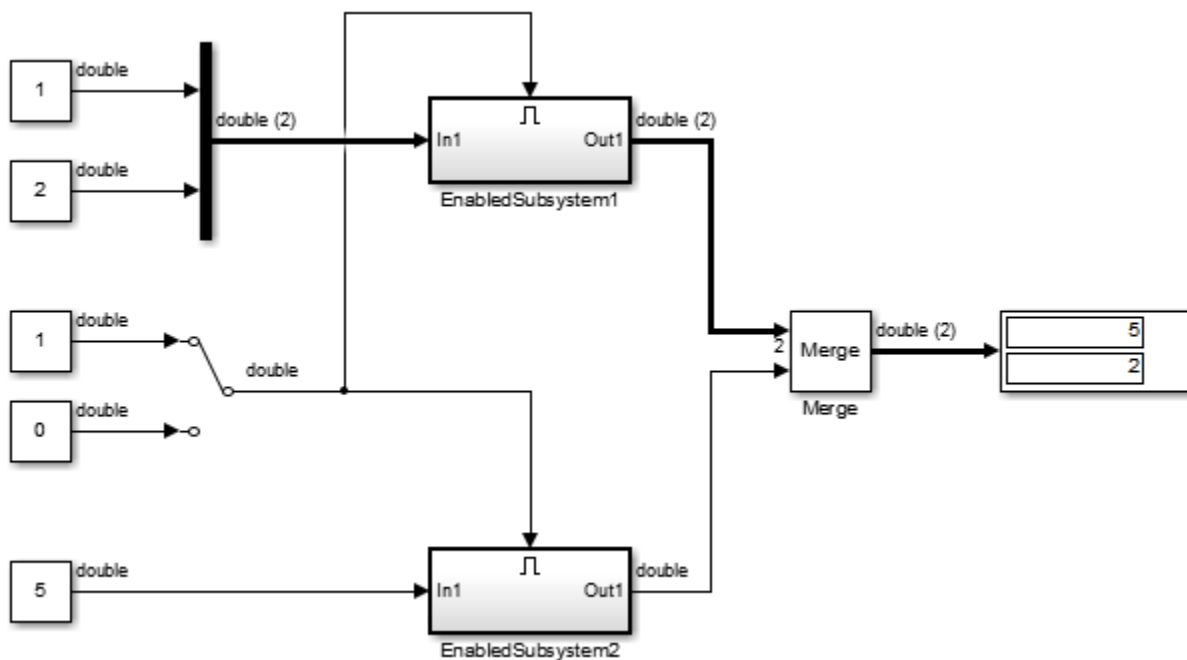 1
double
2
double
double (2)
In1
Out1
EnabledSubsystem1
double (2)
1
double
0
double
double
2
Merge
Merge
double (2)
5
2
5
double
In1
Out1
EnabledSubsystem2
double